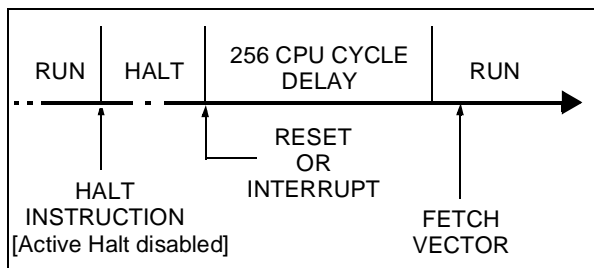 RUN
HALT
256 CPU CYCLE
DELAY
RUN
RESET
OR
INTERRUPT
HALT
INSTRUCTION
[Active Halt disabled]
FETCH
VECTOR